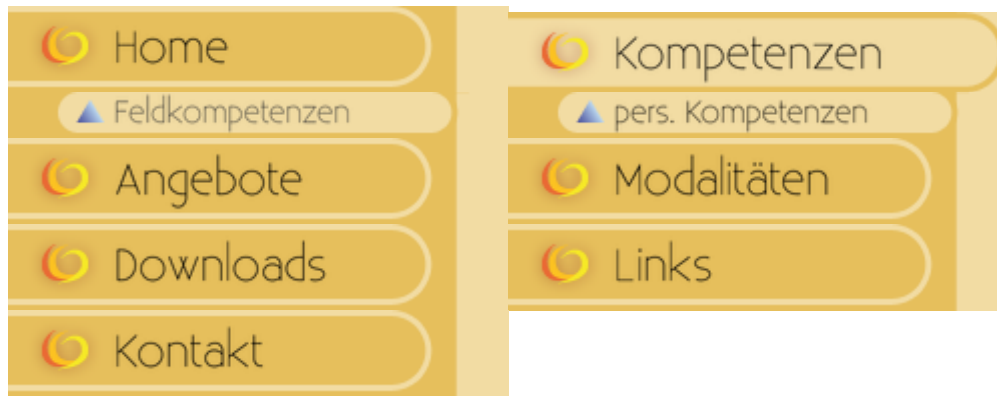 Home
Feldkompetenzen
Angebote
Downloads
Kontakt
Kompetenzen
pers. Kompetenzen
Modalitäten
Links